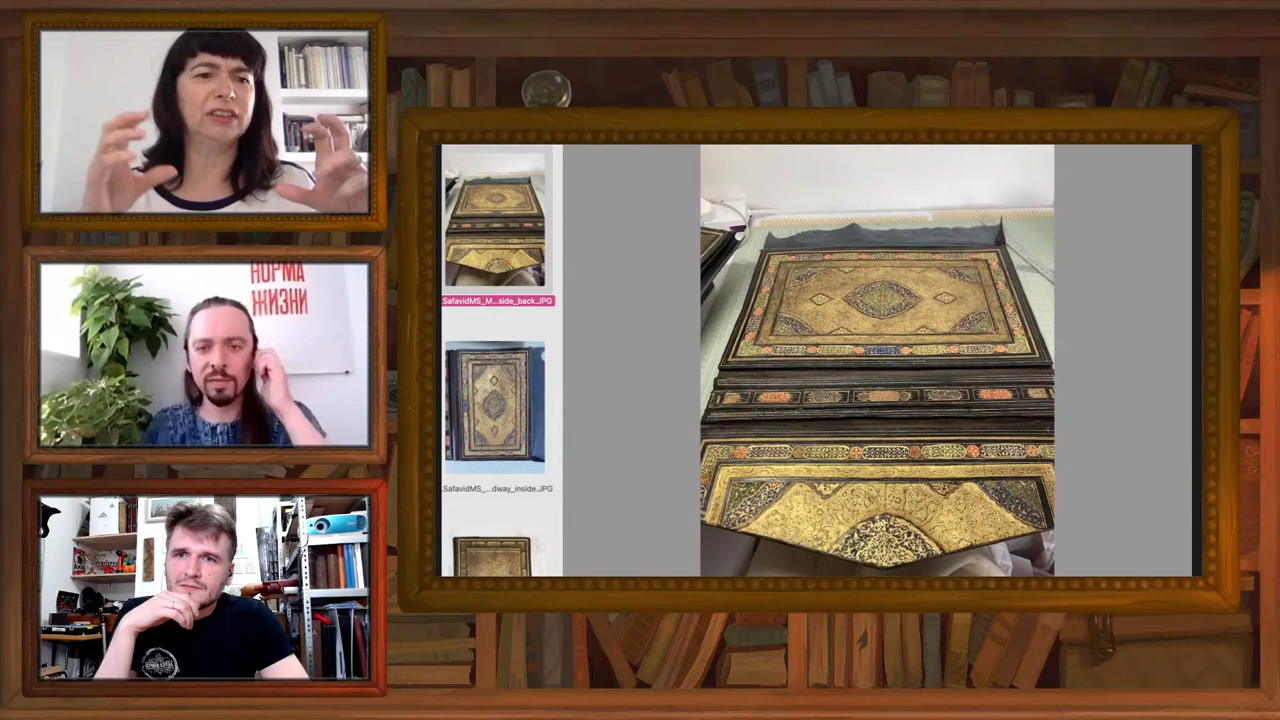 НОРМА
ЖИЗНИ
SafavidMS_M...side_back.JPG
SafavidMS_...dway_inside.JPG